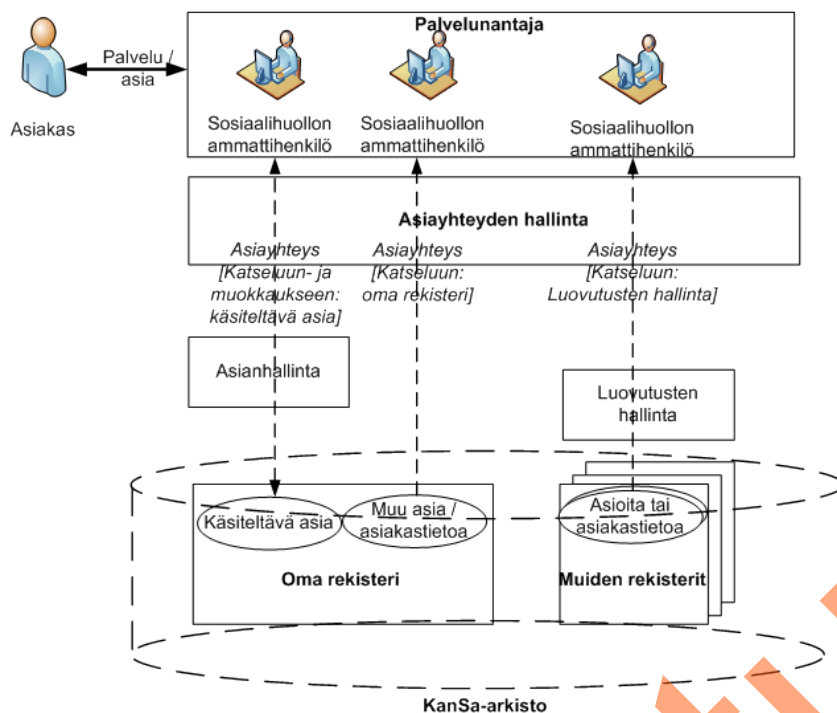 Palvelunantaja
Palvelu /
asia
Asiakas
Sosiaalihuollon
ammattihenkilö
Sosiaalihuollon
ammattihenkilö
Sosiaalihuollon
ammattihenkilö
Asiayhteyden hallinta
Asiayhteys
[Katseluun- ja
muokkaukseen:
käsiteltävä asia]
Asiayhteys
[Katseluun:
oma rekisteri]
Asiayhteys
[Katseluun:
Luovutusten hallinta]
Asianhallinta
Luovutusten
hallinta
Käsiteltävä asia
Muu asia /
asiakastietoa
Asioita tai
asiakastietoa
Oma rekisteri
Muiden rekisterit
KanSa-arkisto